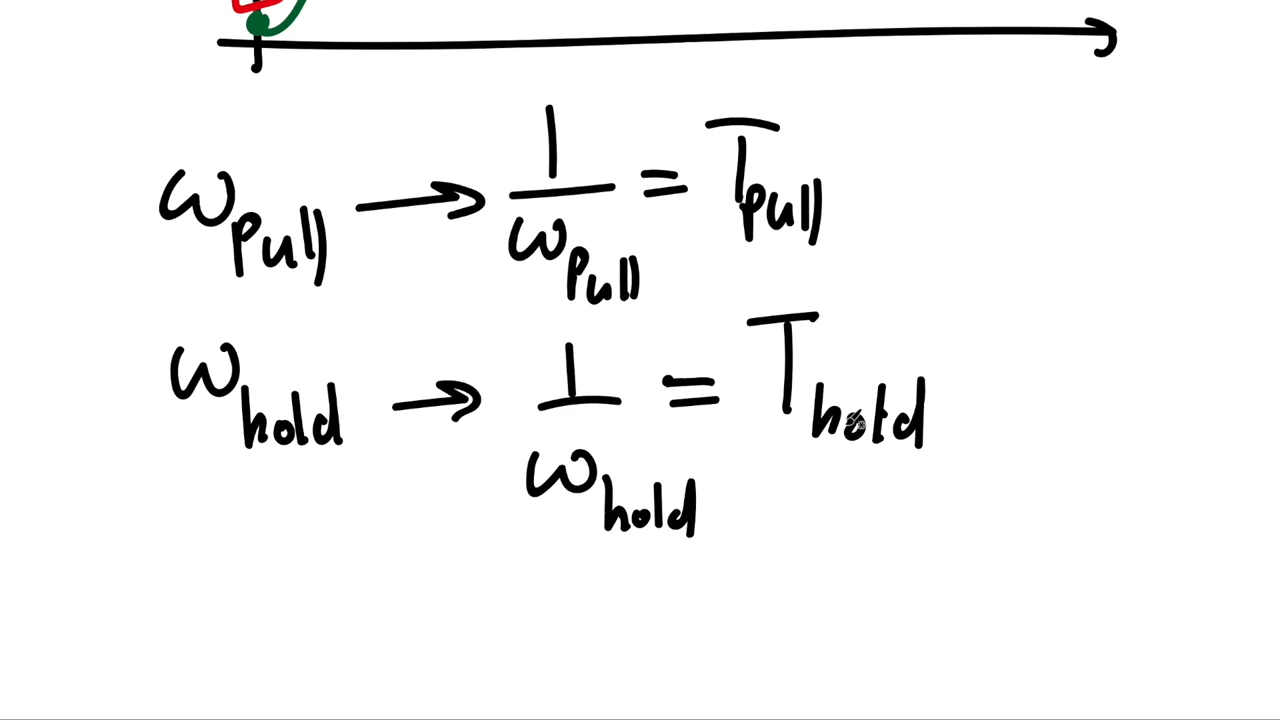 ω_pull → 1/ω_pull = T_pull
ω_hold → 1/ω_hold = T_hold